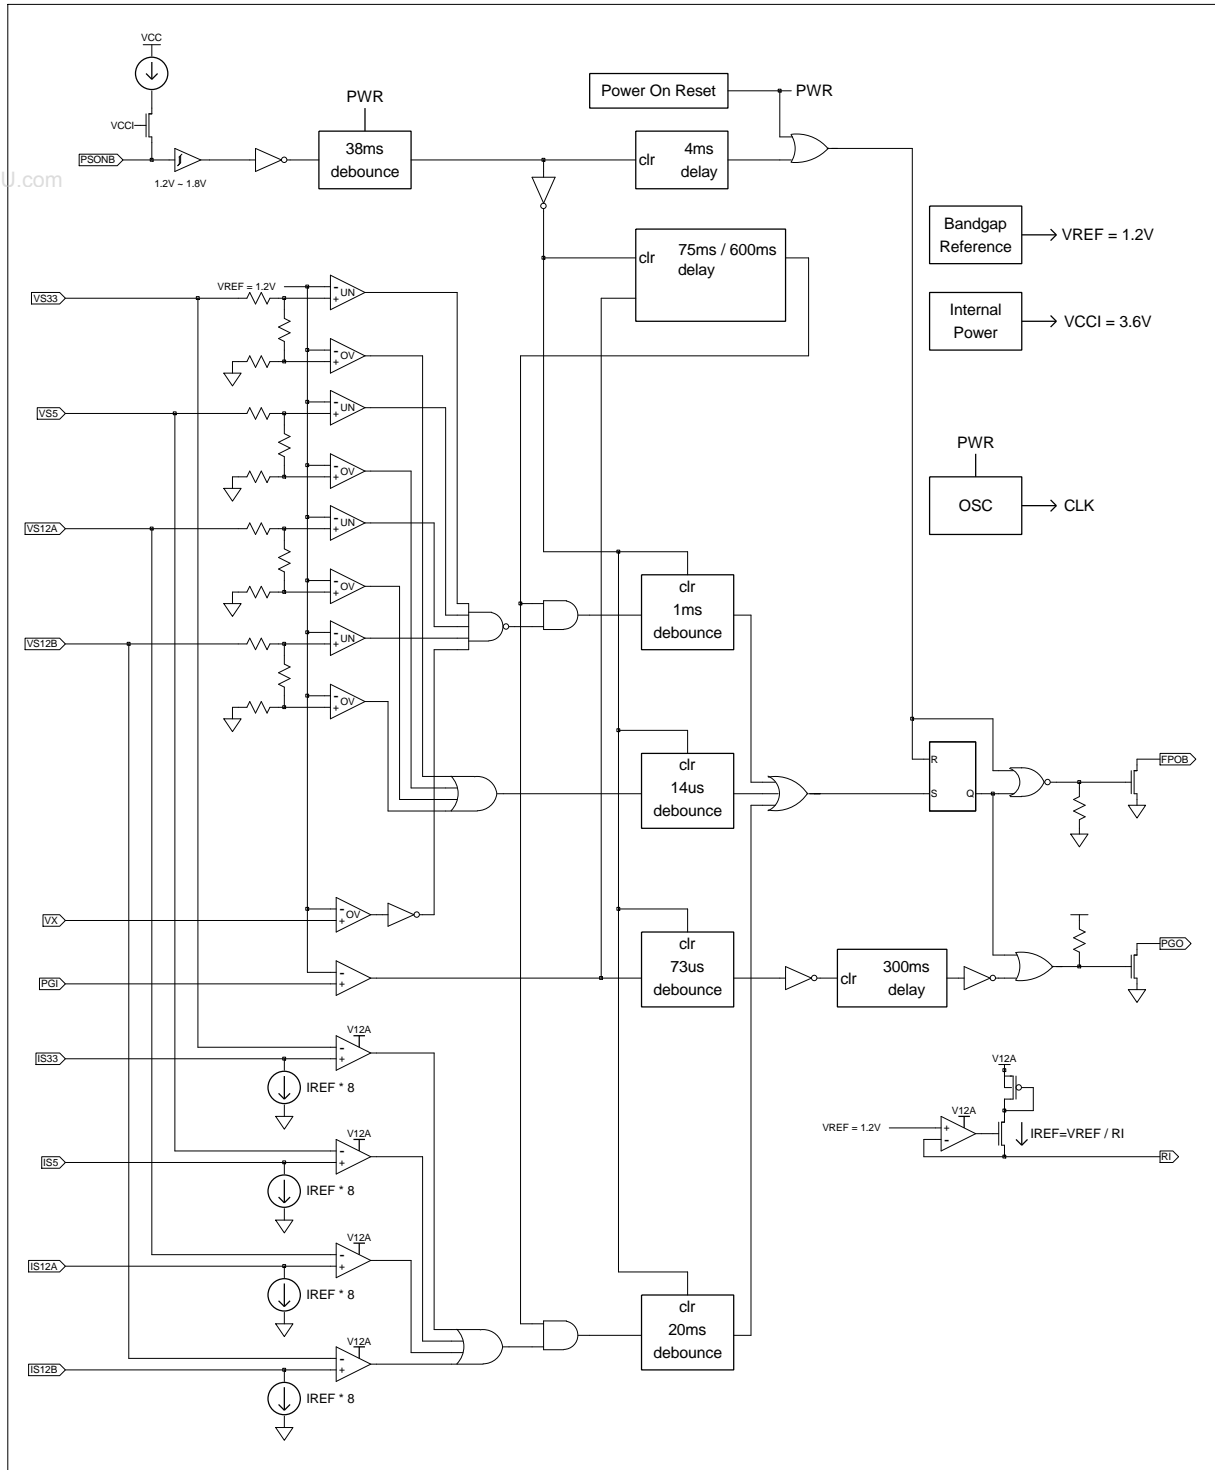 VCC
VCCI
PSONB
1.2V ~ 1.8V
U.com
PWR
38ms
debounce
Power On Reset
PWR
clr
4ms
delay
clr
75ms / 600ms
delay
Bandgap
Reference
VREF = 1.2V
Internal
Power
VCCI = 3.6V
PWR
OSC
CLK
VREF = 1.2V
VS33
- UN
+
- OV
+
VS5
- UN
+
- OV
+
VS12A
- UN
+
- OV
+
VS12B
- UN
+
- OV
+
clr
1ms
debounce
clr
14us
debounce
R
S
Q
FPOB
VX
- OV
+
PGI
-
+
clr
73us
debounce
clr
300ms
delay
PGO
IS33
V12A
-
+
IREF * 8
IS5
V12A
-
+
IREF * 8
IS12A
V12A
-
+
IREF * 8
IS12B
V12A
-
+
IREF * 8
clr
20ms
debounce
V12A
VREF = 1.2V
V12A
+
-
IREF=VREF / RI
RI